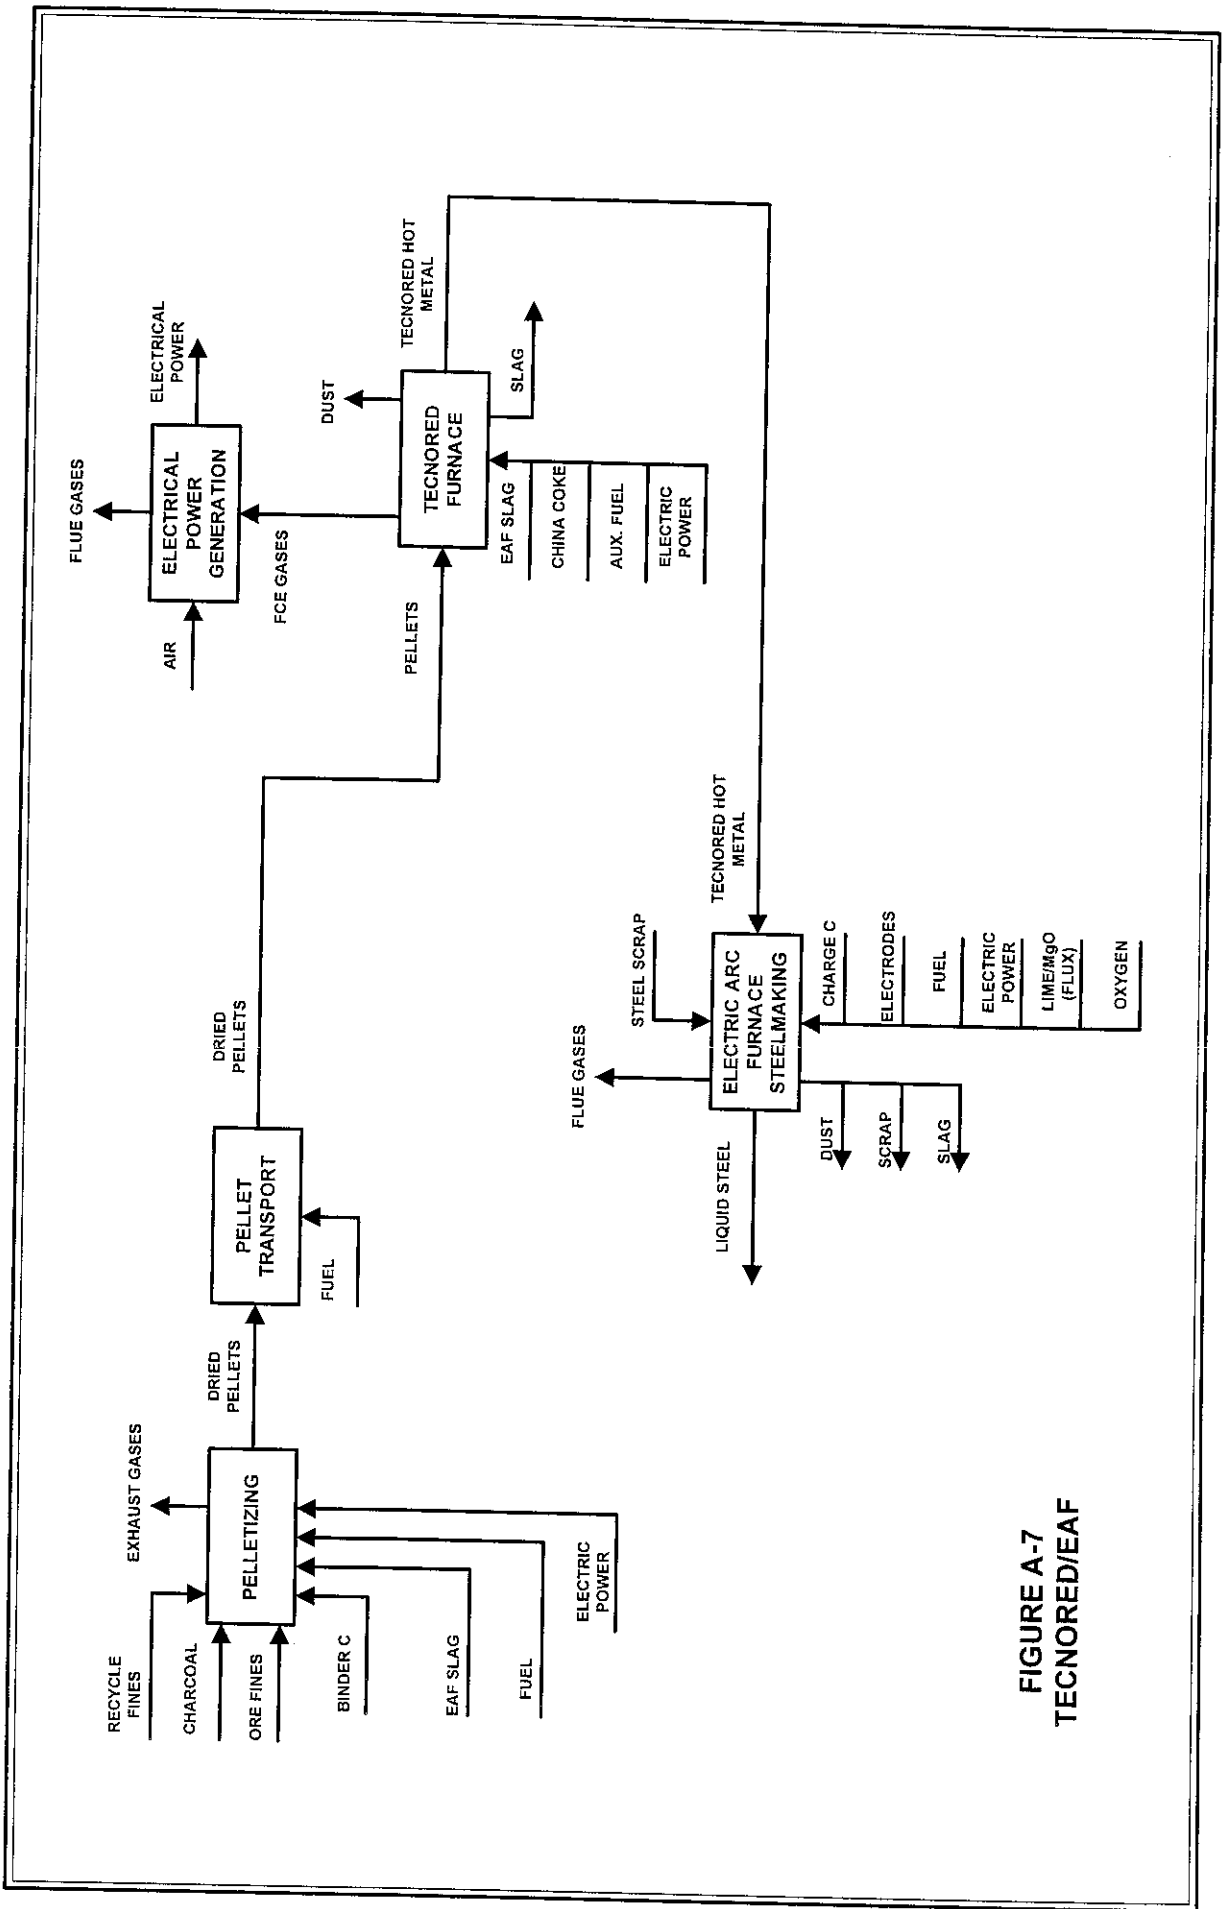 RECYCLE
FINES
CHARCOAL
ORE FINES
BINDER C
EAF SLAG
FUEL
ELECTRIC
POWER
EXHAUST GASES
PELLETIZING
DRIED
PELLETS
PELLET
TRANSPORT
FUEL
DRIED
PELLETS
PELLETS
AIR
FLUE GASES
ELECTRICAL
POWER
GENERATION
ELECTRICAL
POWER
FCE GASES
DUST
TECNORED
FURNACE
TECNORED HOT
METAL
SLAG
EAF SLAG
CHINA COKE
AUX. FUEL
ELECTRIC
POWER
TECNORED HOT
METAL
STEEL SCRAP
FLUE GASES
ELECTRIC ARC
FURNACE
STEELMAKING
LIQUID STEEL
DUST
SCRAP
SLAG
CHARGE C
ELECTRODES
FUEL
ELECTRIC
POWER
LIME/MgO
(FLUX)
OXYGEN
FIGURE A-7
TECNORED/EAF